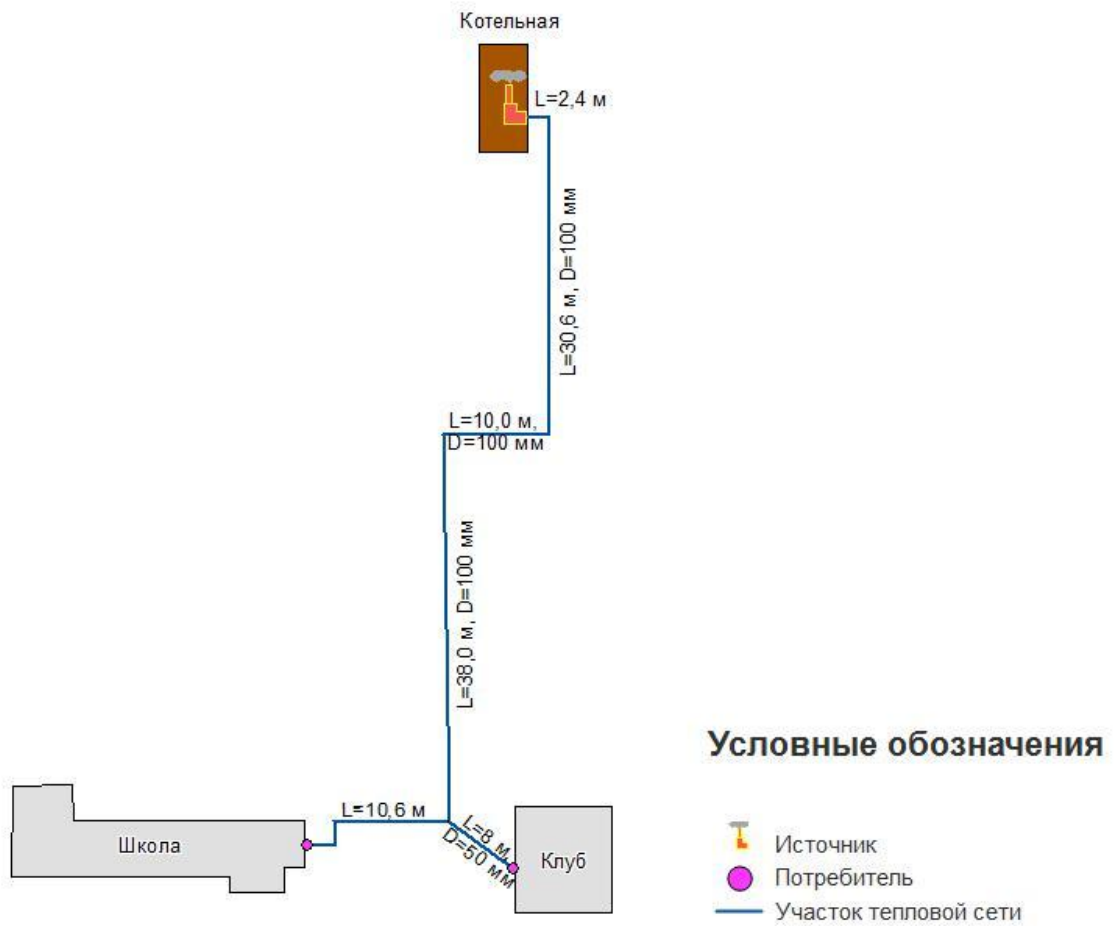 Котельная
L=2,4 м
L=30,6 м, D=100 мм
L=10,0 м,
D=100 мм
L=38,0 м, D=100 мм
L=10,6 м
L=8 м,
D=50 мм
Школа
Клуб
Условные обозначения
Источник
Потребитель
Участок тепловой сети